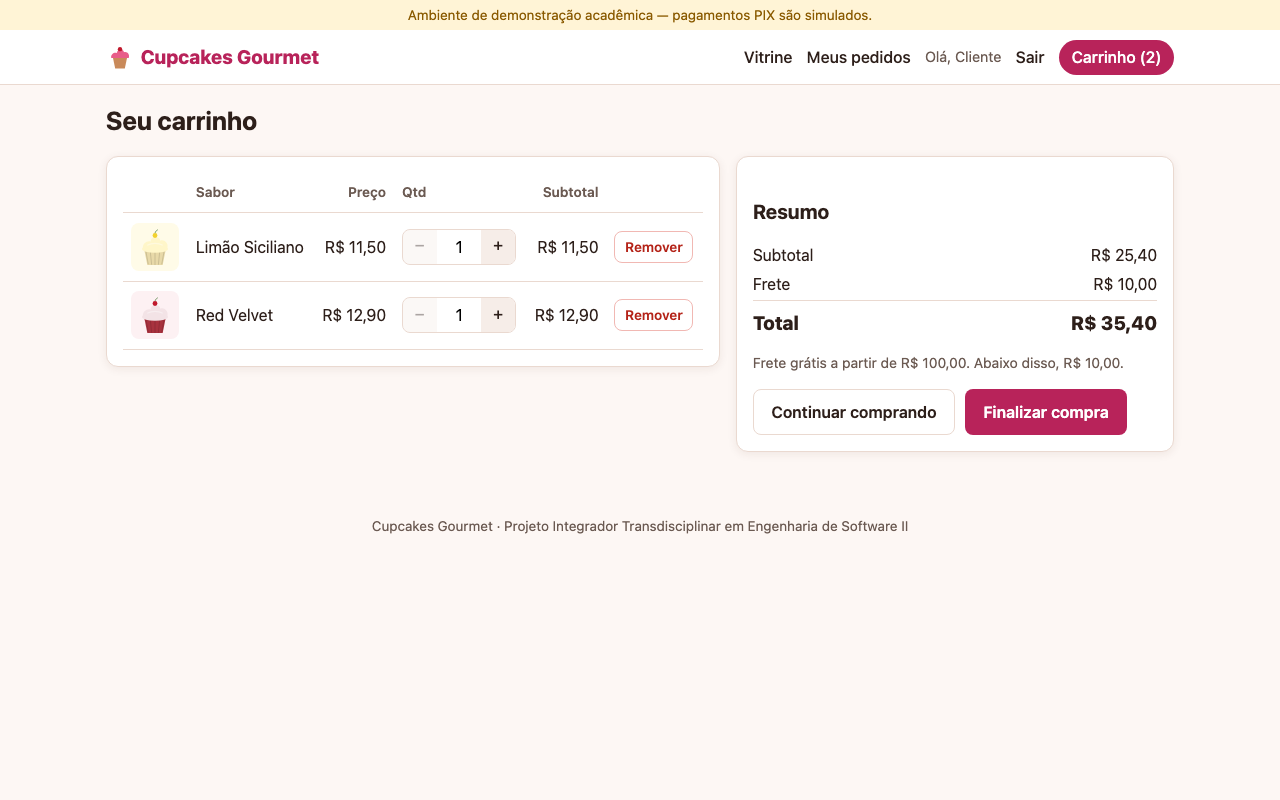 Ambiente de demonstração acadêmica — pagamentos PIX são simulados.
Cupcakes Gourmet
Vitrine Meus pedidos Olá, Cliente Sair Carrinho (2)
Seu carrinho
Sabor Preço Qtd Subtotal
Limão Siciliano R$ 11,50 − 1 + R$ 11,50 Remover
Red Velvet R$ 12,90 − 1 + R$ 12,90 Remover
Resumo
Subtotal R$ 25,40
Frete R$ 10,00
Total R$ 35,40
Frete grátis a partir de R$ 100,00. Abaixo disso, R$ 10,00.
Continuar comprando Finalizar compra
Cupcakes Gourmet · Projeto Integrador Transdisciplinar em Engenharia de Software II